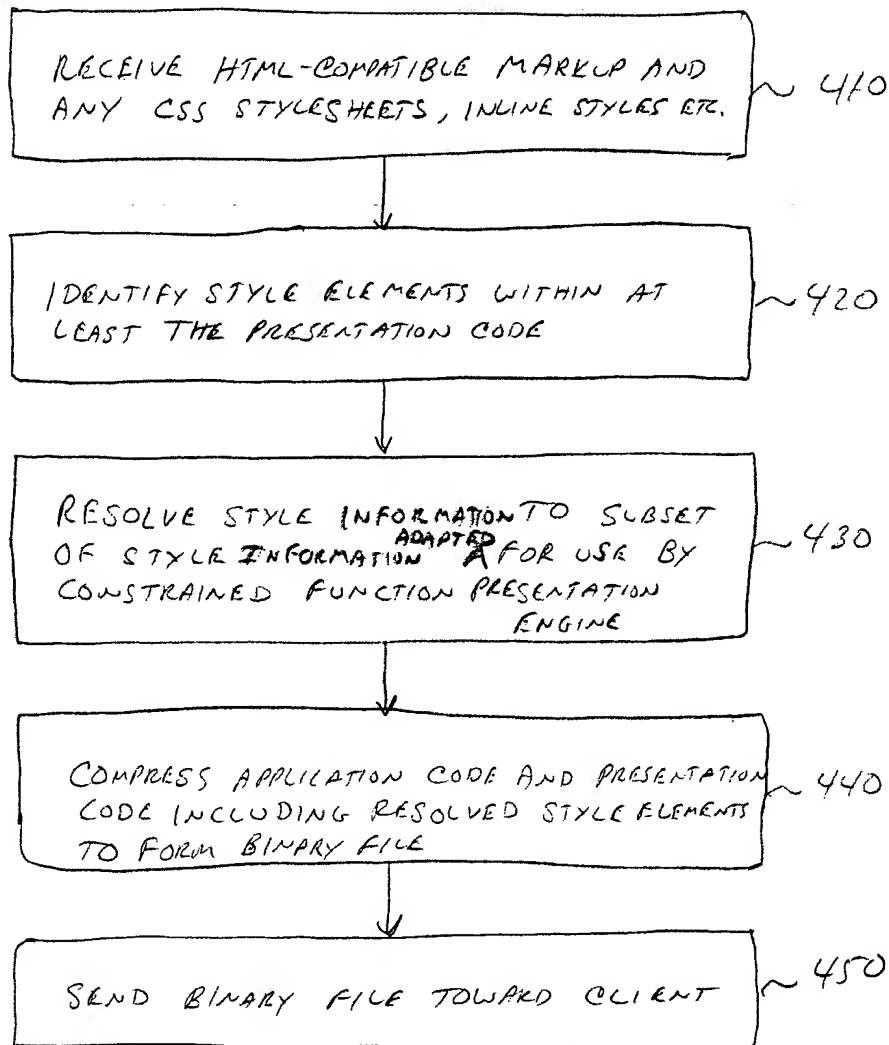 RECEIVE HTML-COMPATIBLE MARKUP AND
ANY CSS STYLESHEETS, INLINE STYLES ETC.
410
IDENTIFY STYLE ELEMENTS WITHIN AT
LEAST THE PRESENTATION CODE
420
RESOLVE STYLE INFORMATION TO SUBSET
OF STYLE INFORMATION ADAPTED FOR USE BY
CONSTRAINED FUNCTION PRESENTATION
ENGINE
430
COMPRESS APPLICATION CODE AND PRESENTATION
CODE INCLUDING RESOLVED STYLE ELEMENTS
TO FORM BINARY FILE
440
SEND BINARY FILE TOWARD CLIENT
450